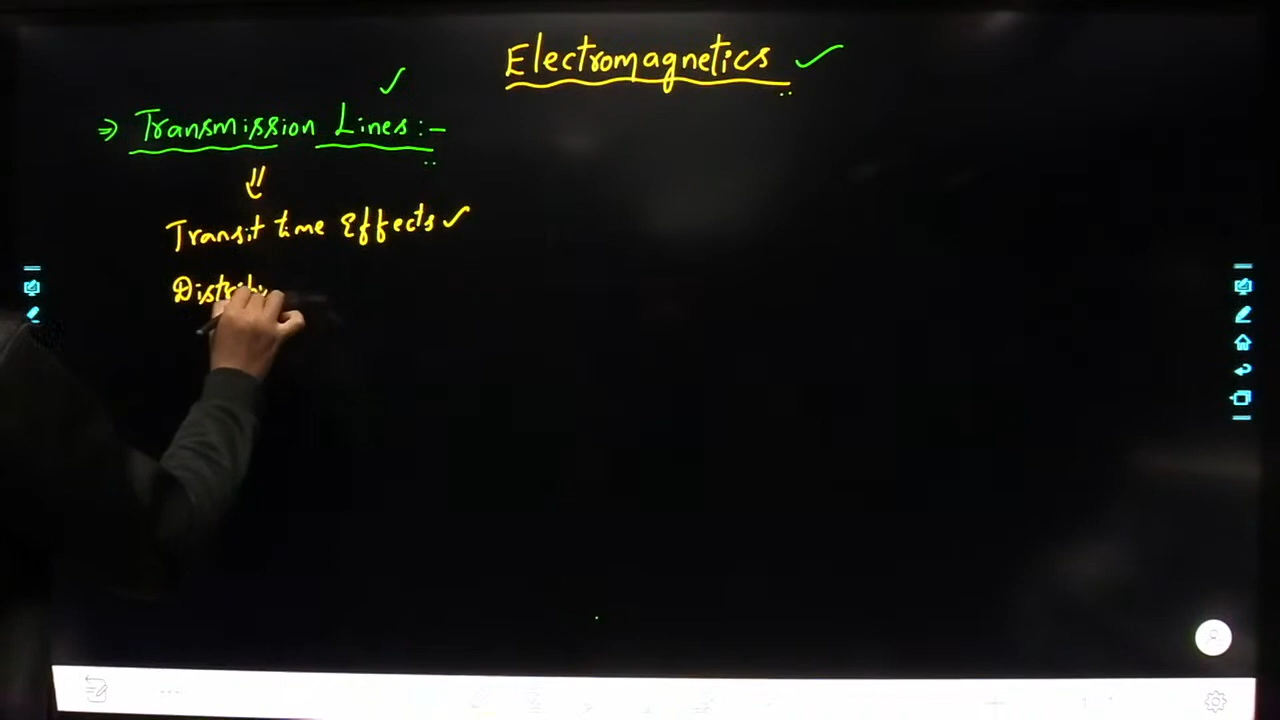 Electromagnetics ✓
⇒ Transmission Lines :-
Transit time Effects ✓